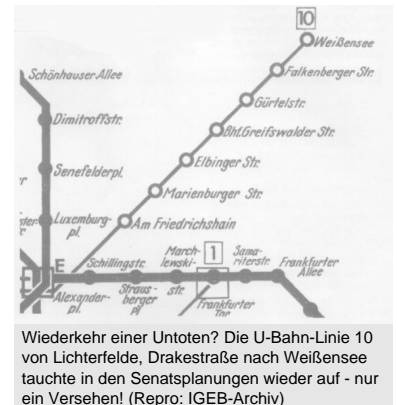 10
Weißensee
Falkenberger Str.
Schönhauser Allee
Gürtelstr.
Dimitroffstr.
Bhf. Greifswalder Str.
Elbinger Str.
Senefelderpl.
Marienburger Str.
Luxemburg-
pl.
Am Friedrichshain
E
Schillingstr.
March-
lewski-
str.
1
Sama-
riterstr.
Frankfurter
Allee
Alexander-
pl.
Straus-
berger
pl
Frankfurter
Tor
Wiederkehr einer Untoten? Die U-Bahn-Linie 10
von Lichterfelde, Drakestraße nach Weißensee
tauchte in den Senatsplanungen wieder auf - nur
ein Versehen! (Repro: IGEB-Archiv)